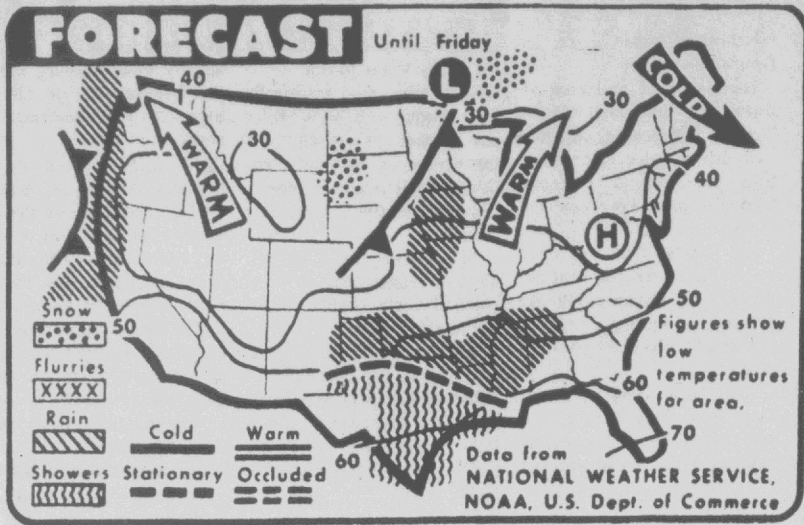 FORECAST
Until Friday
L
COLD
40
30
30
30
WARM
WARM
40
H
50
50
Figures show
low
temperatures
for area.
60
70
60
Snow
Flurries
XXXX
Rain
Showers
Cold
Warm
Stationary
Occluded
Data from
NATIONAL WEATHER SERVICE,
NOAA, U.S. Dept. of Commerce